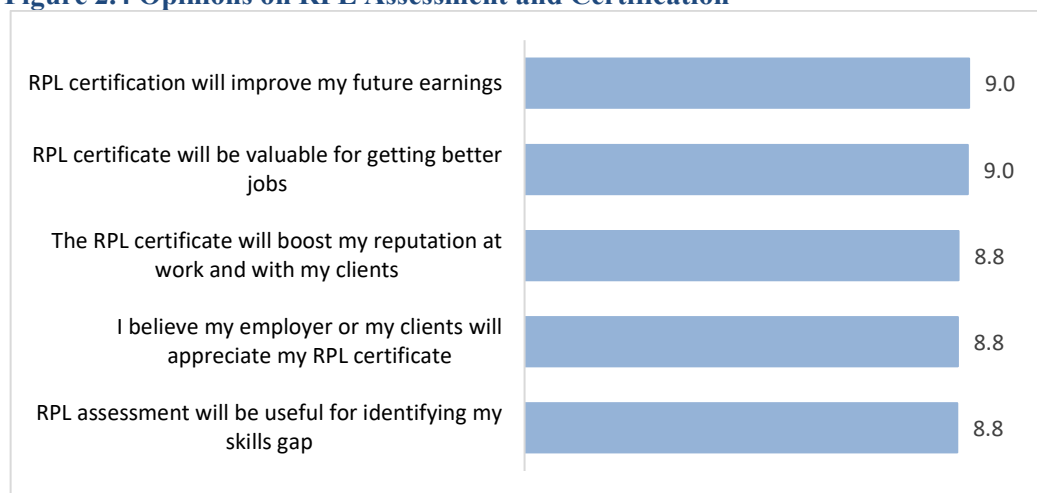 Figure 2.4 Opinions on RPL Assessment and Certification
RPL certification will improve my future earnings
9.0
RPL certificate will be valuable for getting better
jobs
9.0
The RPL certificate will boost my reputation at
work and with my clients
8.8
I believe my employer or my clients will
appreciate my RPL certificate
8.8
RPL assessment will be useful for identifying my
skills gap
8.8